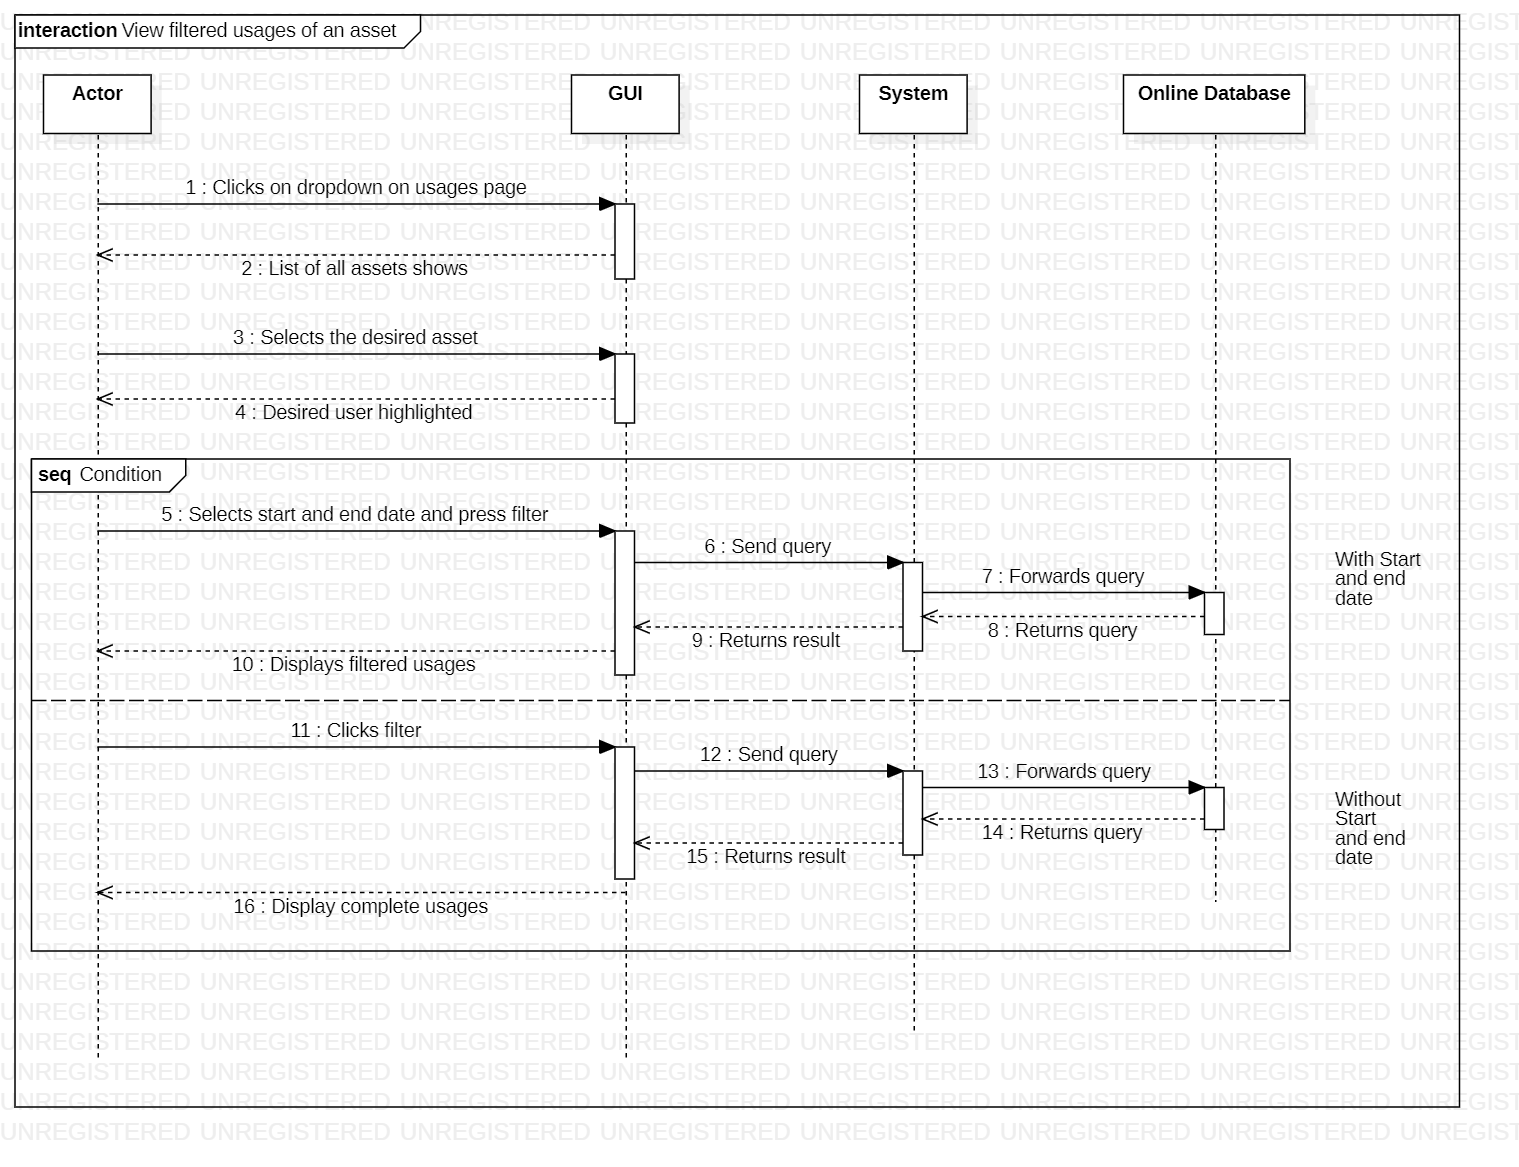 interaction View filtered usages of an asset
Actor
GUI
System
Online Database
1 : Clicks on dropdown on usages page
2 : List of all assets shows
3 : Selects the desired asset
4 : Desired user highlighted
seq Condition
5 : Selects start and end date and press filter
6 : Send query
7 : Forwards query
8 : Returns query
9 : Returns result
10 : Displays filtered usages
With Start
and end
date
11 : Clicks filter
12 : Send query
13 : Forwards query
14 : Returns query
15 : Returns result
16 : Display complete usages
Without
Start
and end
date
UNREGISTERED